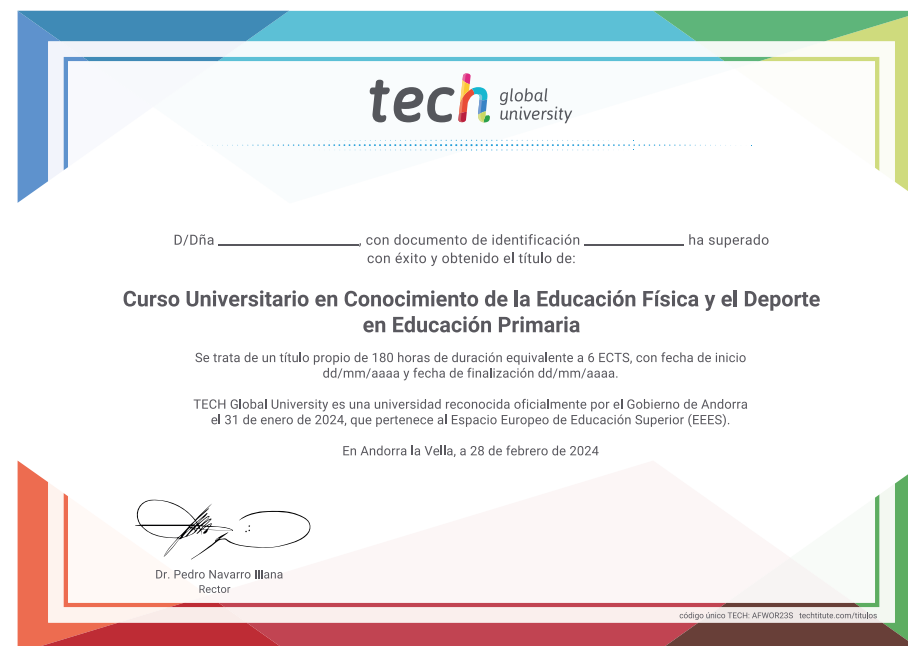 tech global university
D/Dña ____________________, con documento de identificación ______________ ha superado
con éxito y obtenido el título de:
Curso Universitario en Conocimiento de la Educación Física y el Deporte
en Educación Primaria
Se trata de un título propio de 180 horas de duración equivalente a 6 ECTS, con fecha de inicio
dd/mm/aaaa y fecha de finalización dd/mm/aaaa.
TECH Global University es una universidad reconocida oficialmente por el Gobierno de Andorra
el 31 de enero de 2024, que pertenece al Espacio Europeo de Educación Superior (EEES).
En Andorra la Vella, a 28 de febrero de 2024
Dr. Pedro Navarro Illana
Rector
código único TECH: AFWOR23S techtitute.com/titulos